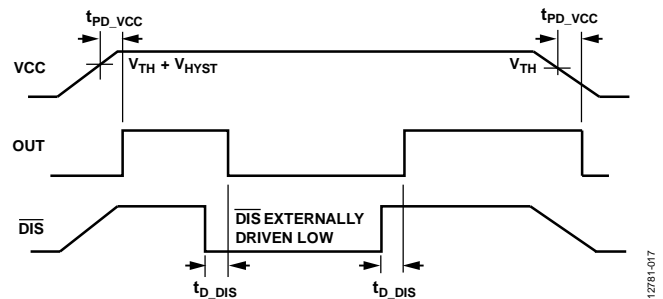 tPD_VCC
tPD_VCC
VCC
VTH + VHYST
VTH
OUT
DIS
DIS EXTERNALLY
DRIVEN LOW
tD_DIS
tD_DIS
12781-017